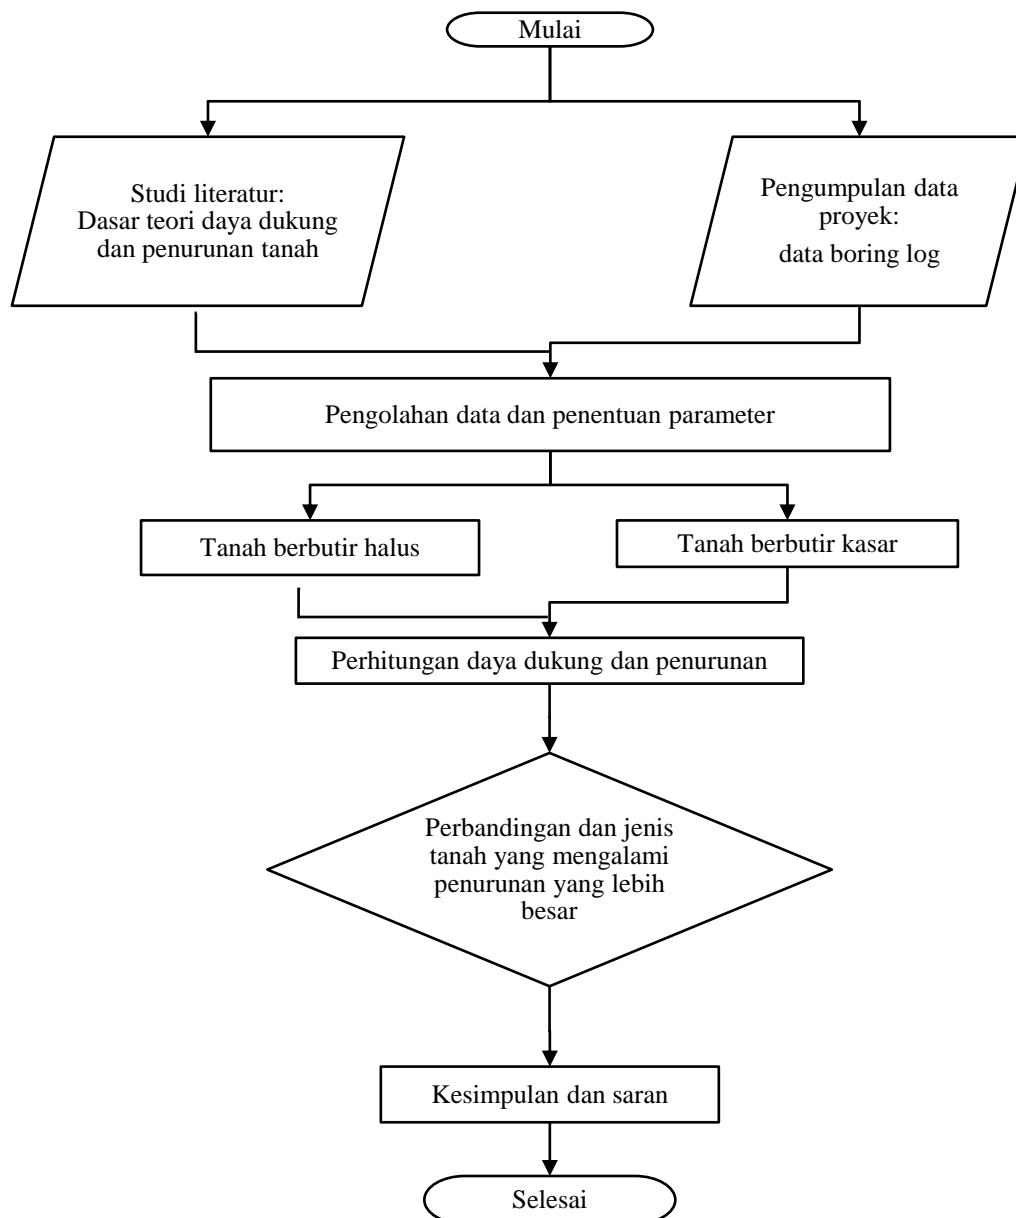 Mulai
Studi literatur:
Dasar teori daya dukung
dan penurunan tanah
Pengumpulan data
proyek:
data boring log
Pengolahan data dan penentuan parameter
Tanah berbutir halus
Tanah berbutir kasar
Perhitungan daya dukung dan penurunan
Perbandingan dan jenis
tanah yang mengalami
penurunan yang lebih
besar
Kesimpulan dan saran
Selesai